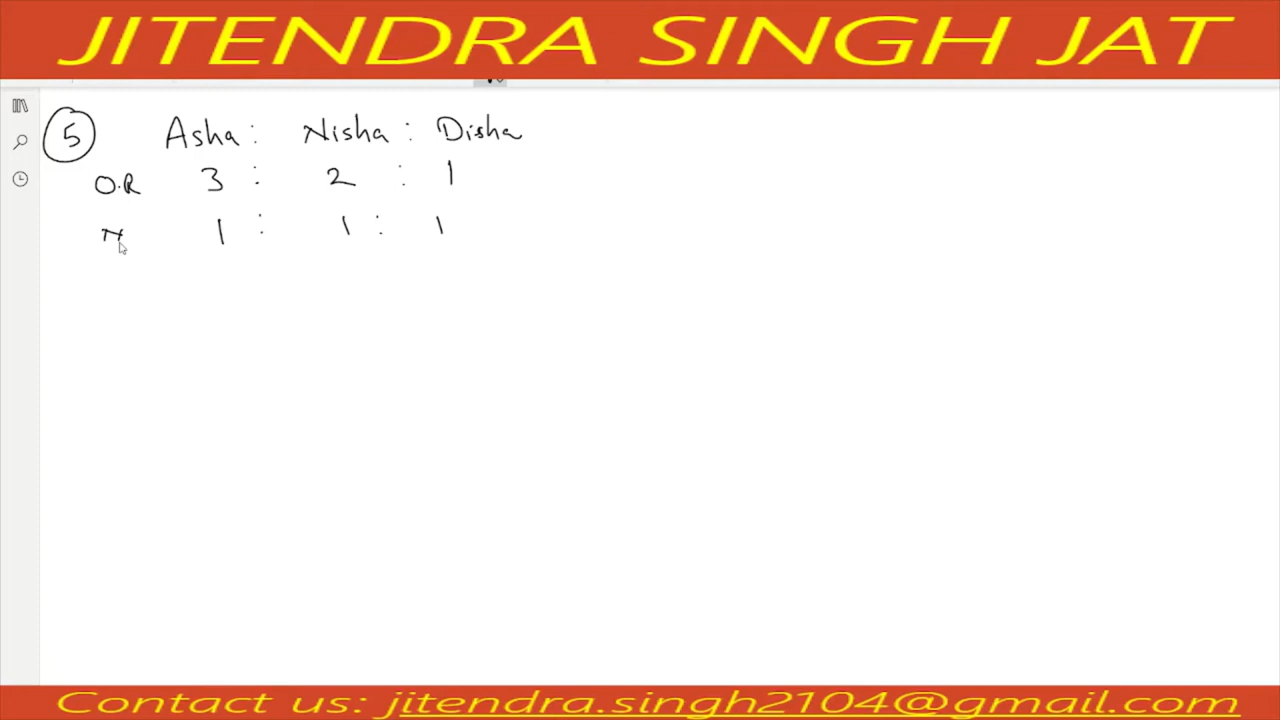 JITENDRA SINGH JAT
5 Asha : Nisha : Disha
O.R 3 : 2 : 1
N 1 : 1 : 1
Contact us: jitendra.singh2104@gmail.com